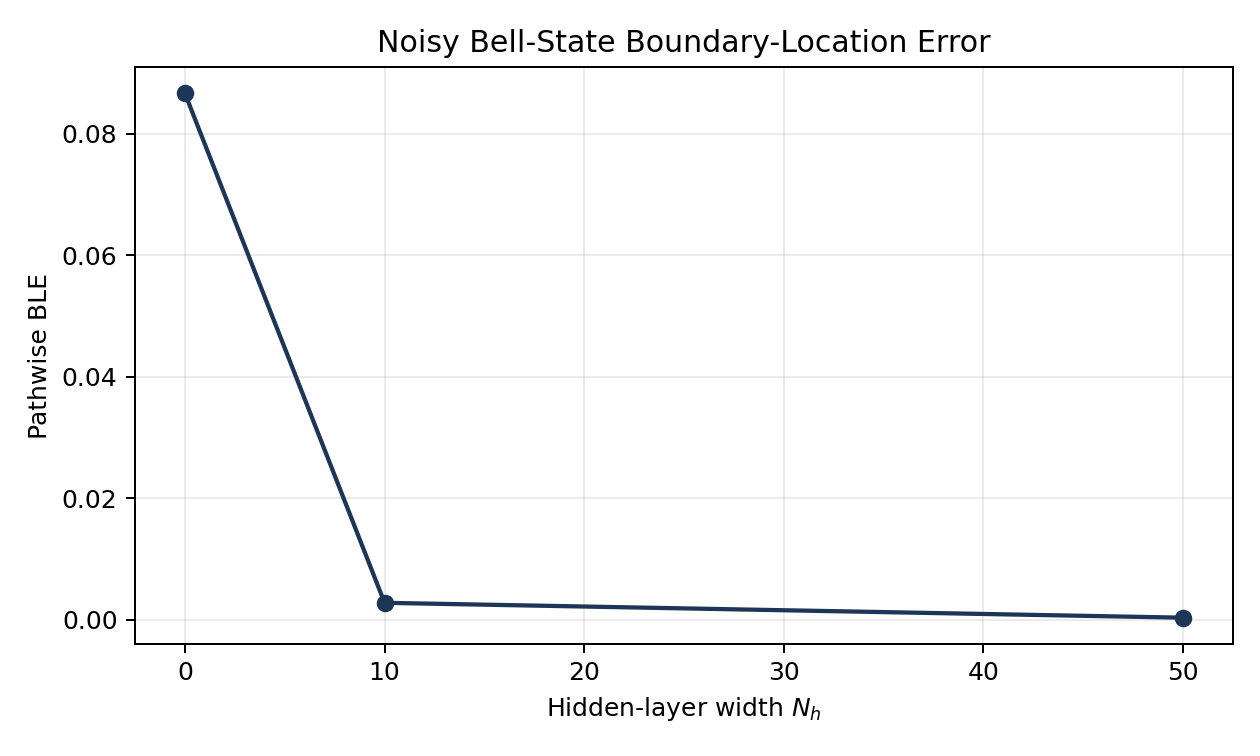 Noisy Bell-State Boundary-Location Error
Pathwise BLE
0.08
0.06
0.04
0.02
0.00
0 10 20 30 40 50
Hidden-layer width $N_h$